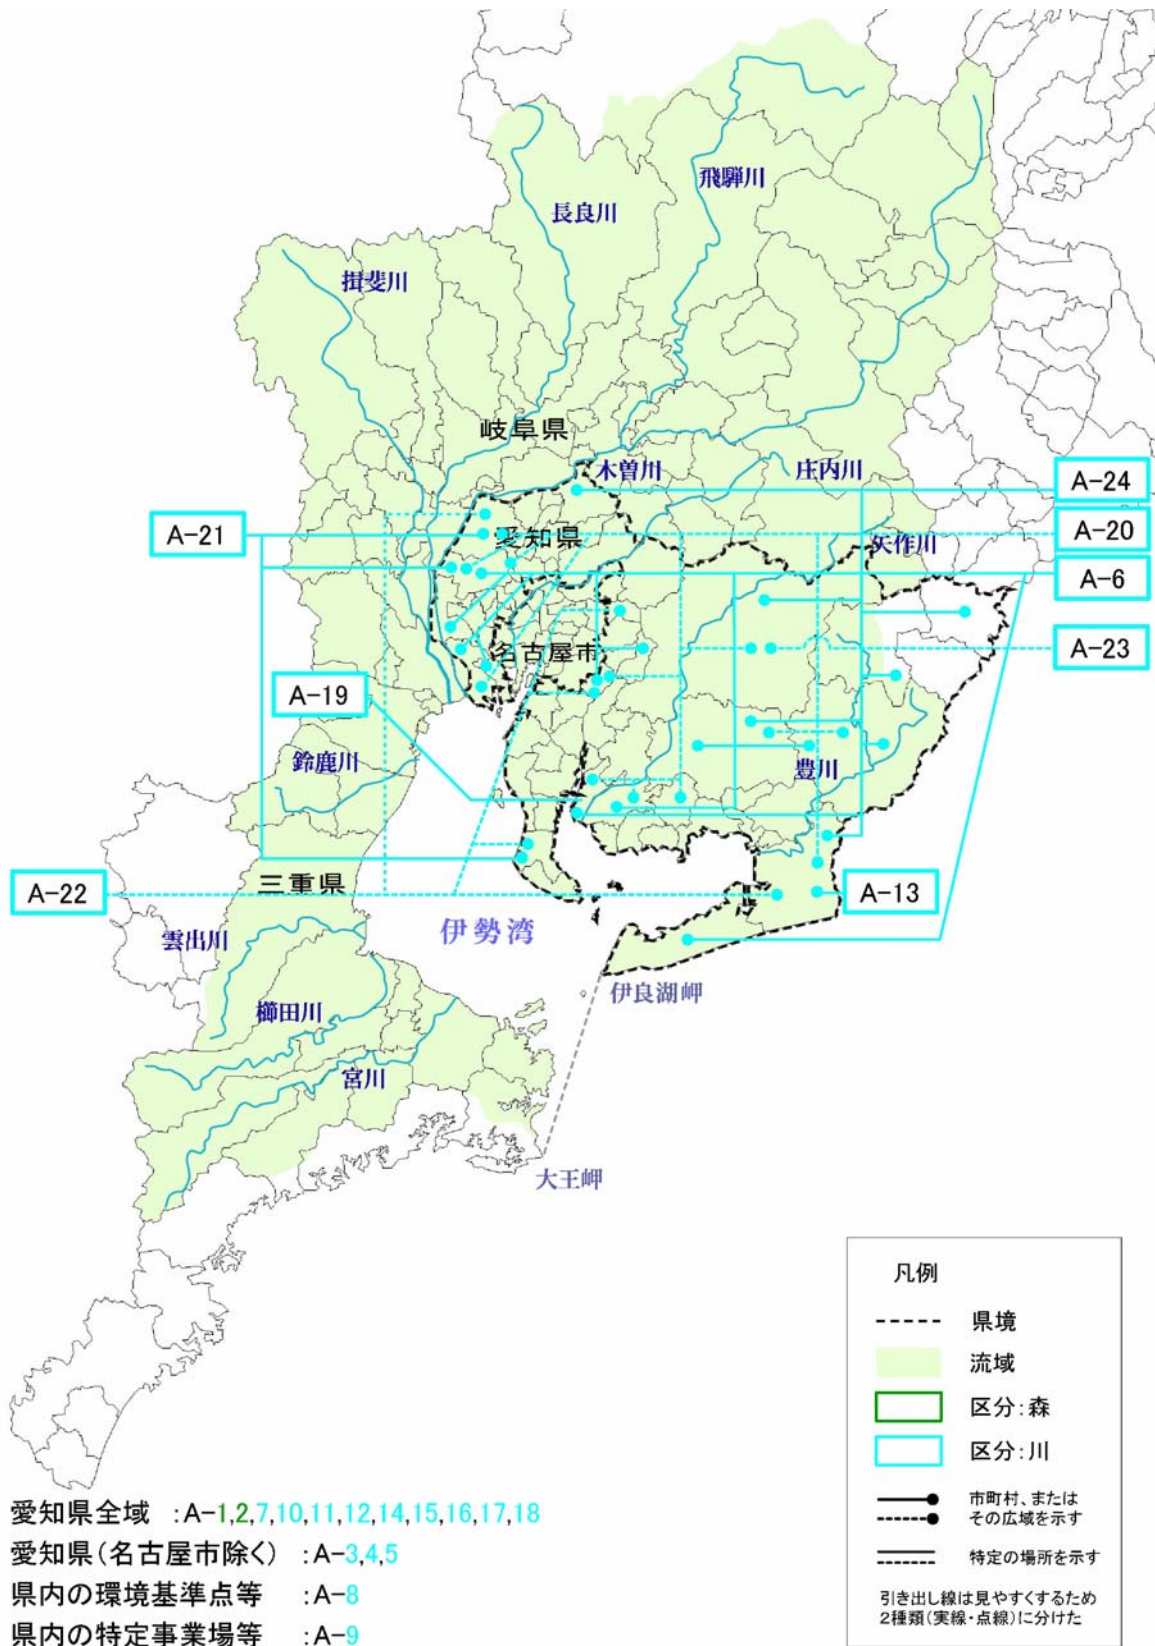 飛騨川
長良川
揖斐川
岐阜県
木曽川
庄内川
A-24
A-21
愛知県
A-20
矢作川
A-6
名古屋市
A-23
A-19
鈴鹿川
豊川
三重県
A-22
A-13
伊勢湾
雲出川
伊良湖岬
櫛田川
宮川
大王岬
凡例
県境
流域
区分：森
区分：川
市町村、または
その広域を示す
特定の場所を示す
引き出し線は見やすくするため
2種類(実線・点線)に分けた
愛知県全域 ：A-1,2,7,10,11,12,14,15,16,17,18
愛知県(名古屋市除く) ：A-3,4,5
県内の環境基準点等 ：A-8
県内の特定事業場等 ：A-9